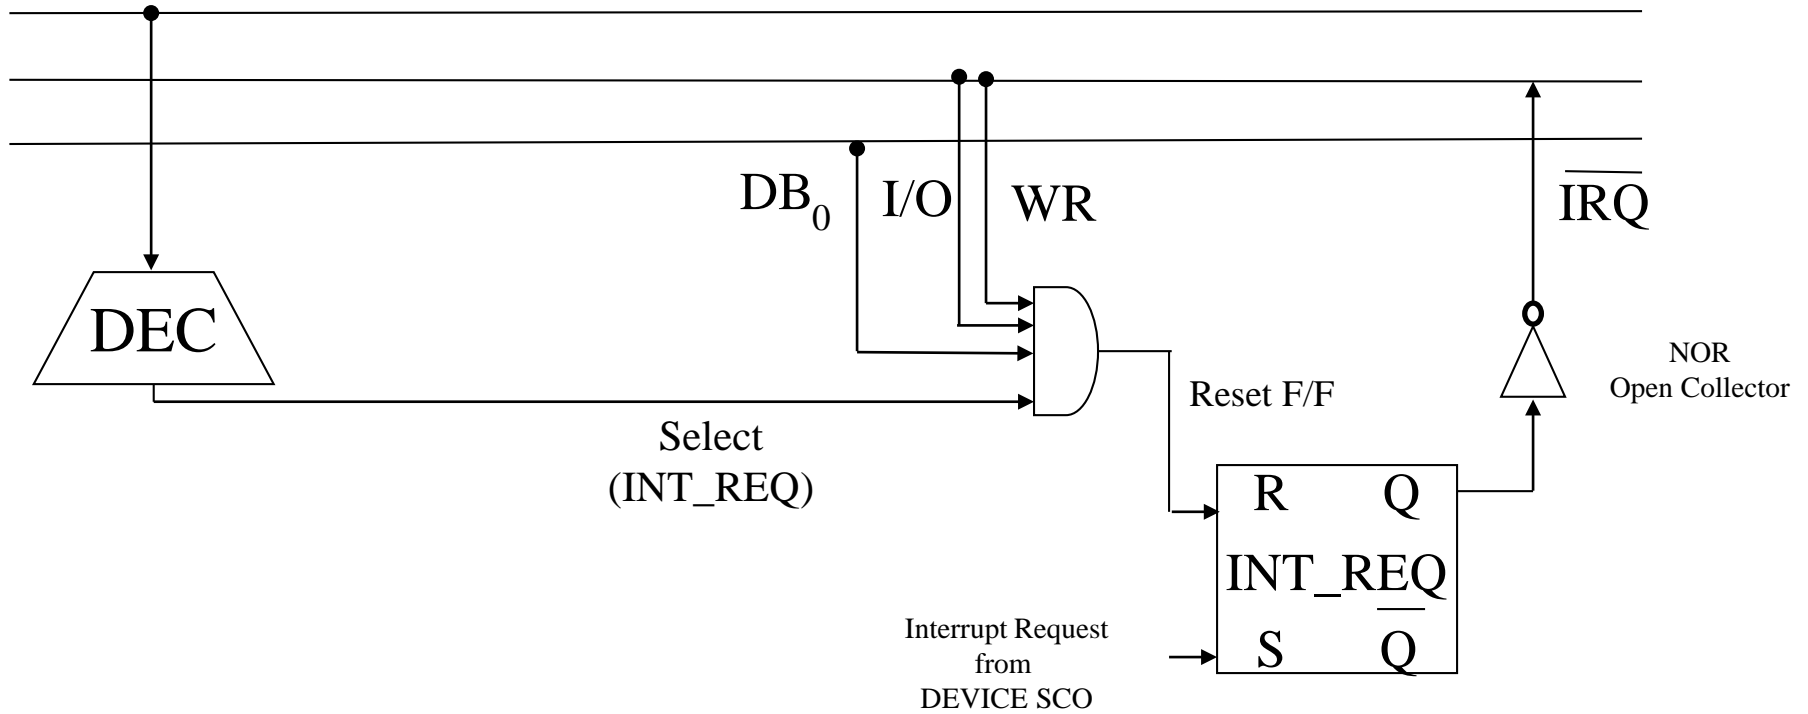 DB0 I/O WR
IRQ
DEC
NOR
Open Collector
Reset F/F
Select
(INT_REQ)
R Q
INT_REQ
S Q
Interrupt Request
from
DEVICE SCO